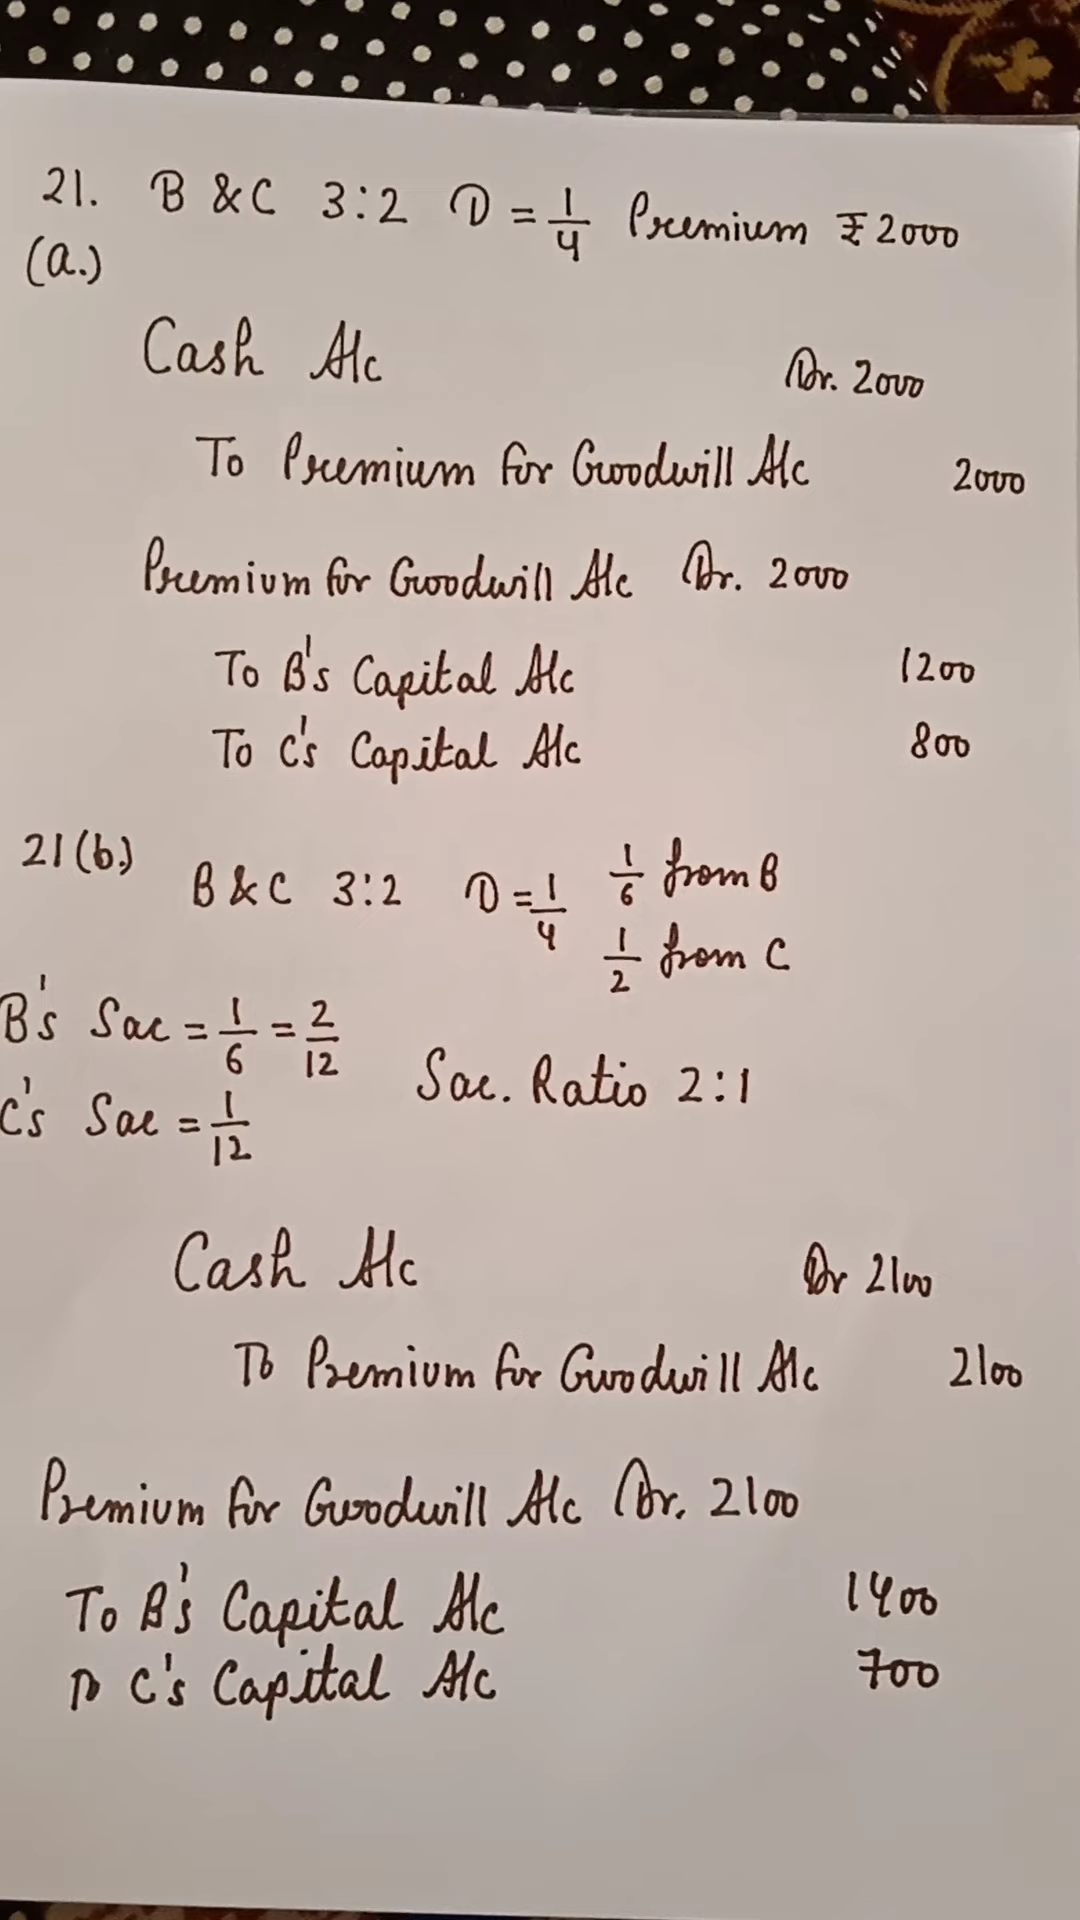 21. B & C 3:2 D = 1/4 Premium ₹ 2000
(a.)
Cash A/c Dr. 2000
To Premium for Goodwill A/c 2000
Premium for Goodwill A/c Dr. 2000
To B's Capital A/c 1200
To C's Capital A/c 800
21(b.)
B & C 3:2 D = 1/4 1/6 from B
1/2 from C
B's Sac = 1/6 = 2/12
Sac. Ratio 2:1
C's Sac = 1/12
Cash A/c Dr 2100
To Premium for Goodwill A/c 2100
Premium for Goodwill A/c Dr. 2100
To B's Capital A/c 1400
To C's Capital A/c 700